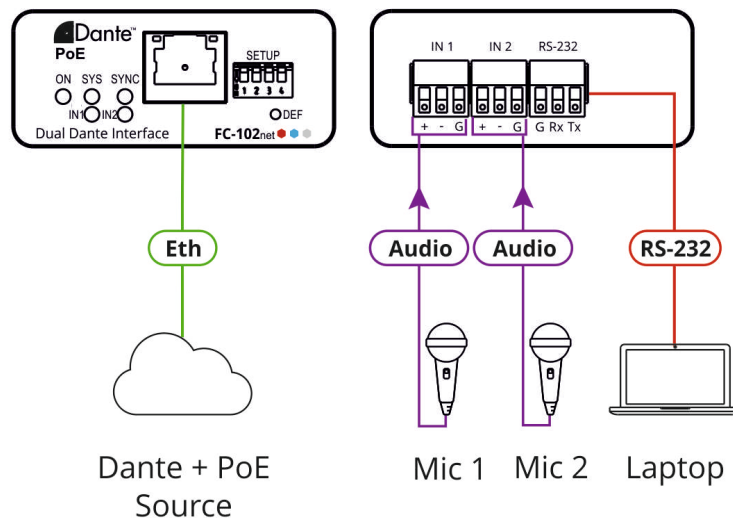 Dante™
PoE
SETUP
ON SYS SYNC
1 2 3 4
IN1 IN2
DEF
Dual Dante Interface FC-102net
IN 1 IN 2 RS-232
+ - G + - G G Rx Tx
Eth
Audio
Audio
RS-232
Dante + PoE
Source
Mic 1
Mic 2
Laptop